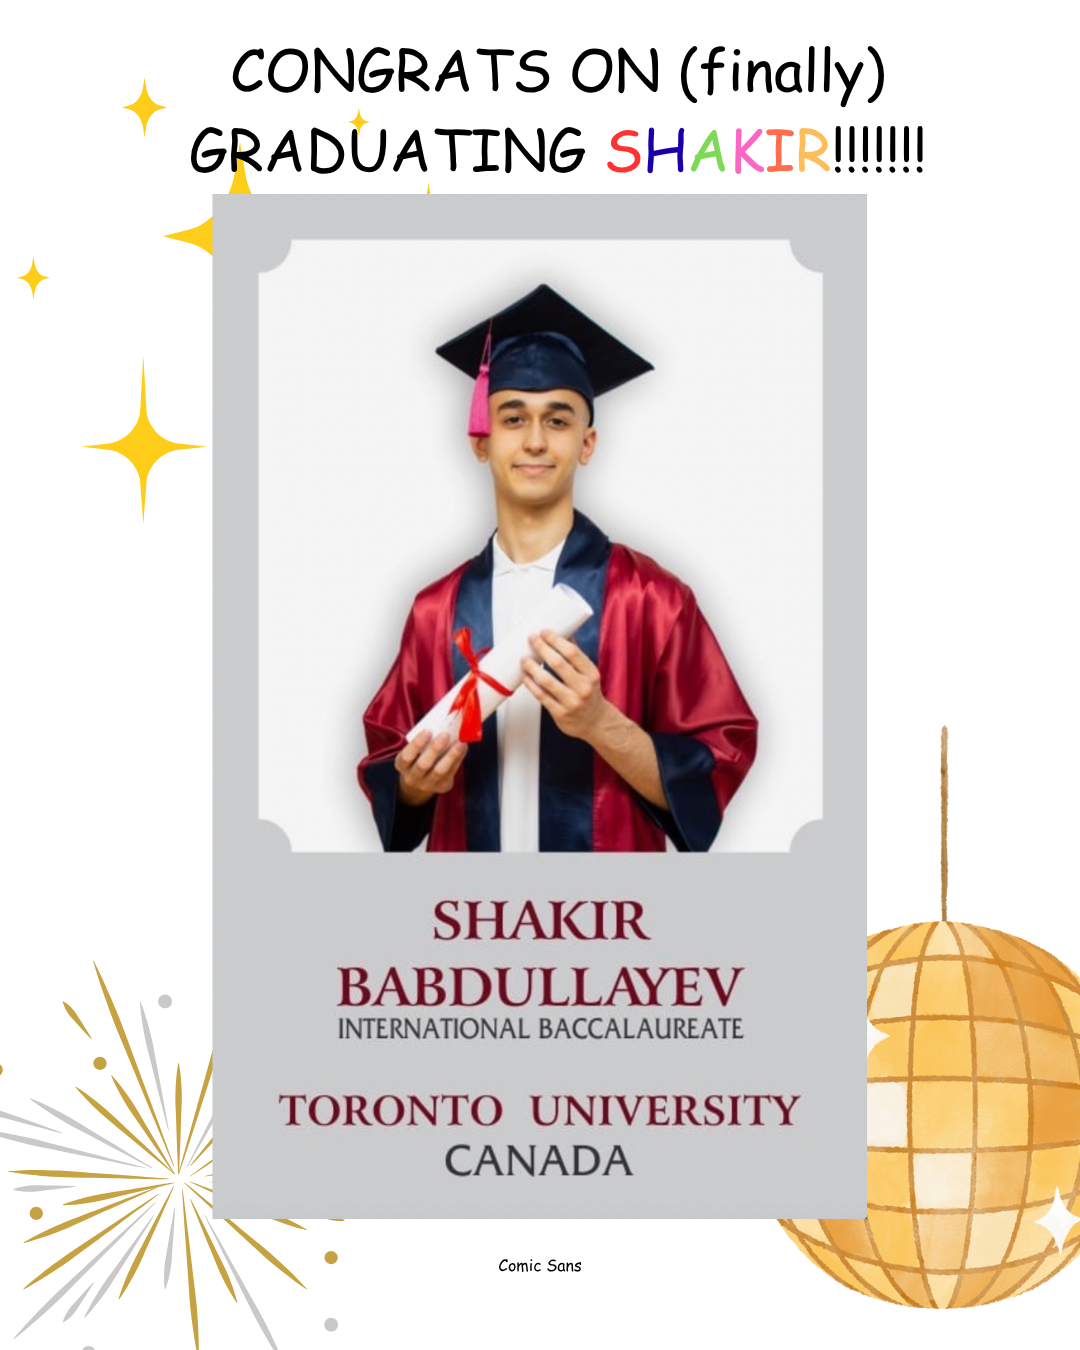 CONGRATS ON (finally)
GRADUATING SHAKIR!!!!!!!
SHAKIR
BABDULLAYEV
INTERNATIONAL BACCALAUREATE
TORONTO UNIVERSITY
CANADA
Comic Sans